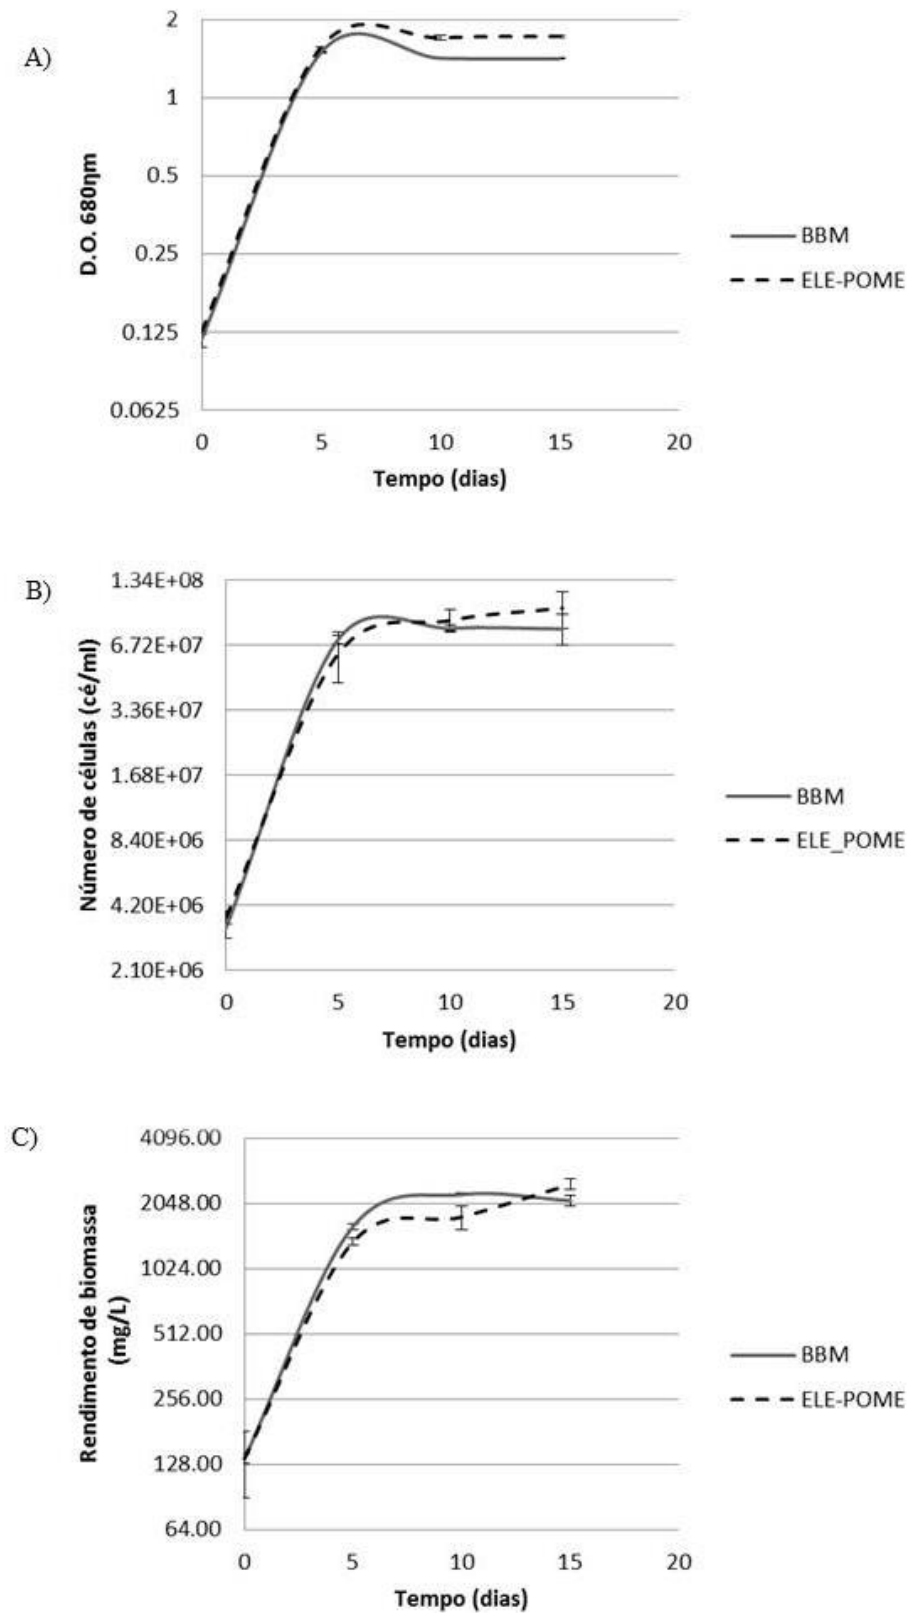 A)
2
1
0.5
0.25
0.125
0.0625
D.O. 680ηm
0 5 10 15 20
Tempo (dias)
BBM
ELE-POME
B)
1.34E+08
6.72E+07
3.36E+07
1.68E+07
8.40E+06
4.20E+06
2.10E+06
Número de células (cé/ml)
0 5 10 15 20
Tempo (dias)
BBM
ELE_POME
C)
4096.00
2048.00
1024.00
512.00
256.00
128.00
64.00
Rendimento de biomassa
(mg/L)
0 5 10 15 20
Tempo (dias)
BBM
ELE-POME